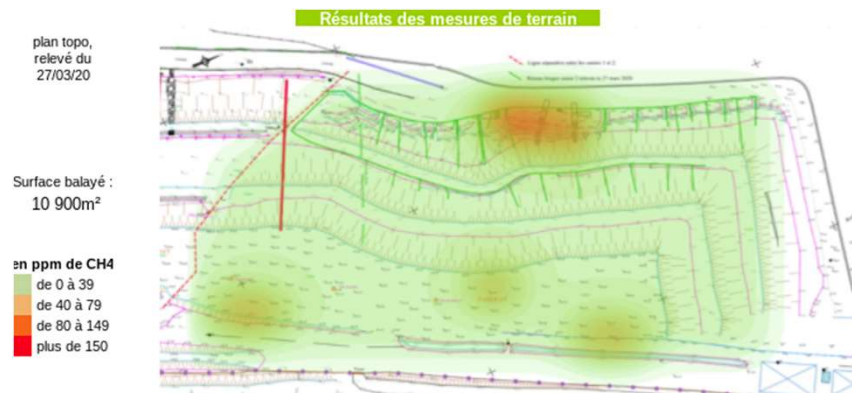 Résultats des mesures de terrain
plan topo,
relevé du
27/03/20
Surface balayé :
10 900m²
en ppm de CH4
de 0 à 39
de 40 à 79
de 80 à 149
plus de 150